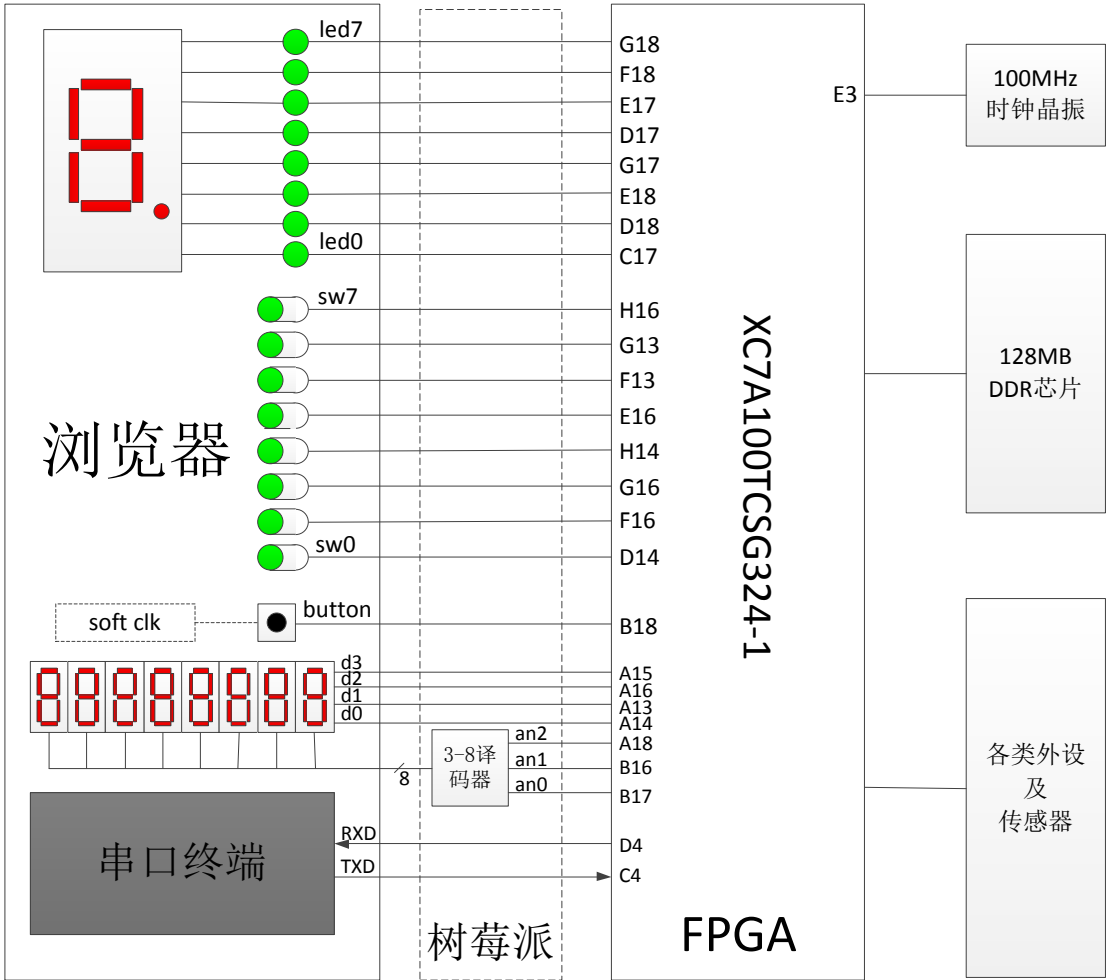 led7
led0
sw7
浏览器
sw0
soft clk
button
d3
d2
d1
d0
8
串口终端
RXD
TXD
3-8译
码器
an2
an1
an0
树莓派
G18
F18
E17
D17
G17
E18
D18
C17
H16
G13
F13
E16
H14
G16
F16
D14
B18
A15
A16
A13
A14
A18
B16
B17
D4
C4
E3
XC7A100TCSG324-1
FPGA
100MHz
时钟晶振
128MB
DDR芯片
各类外设
及
传感器